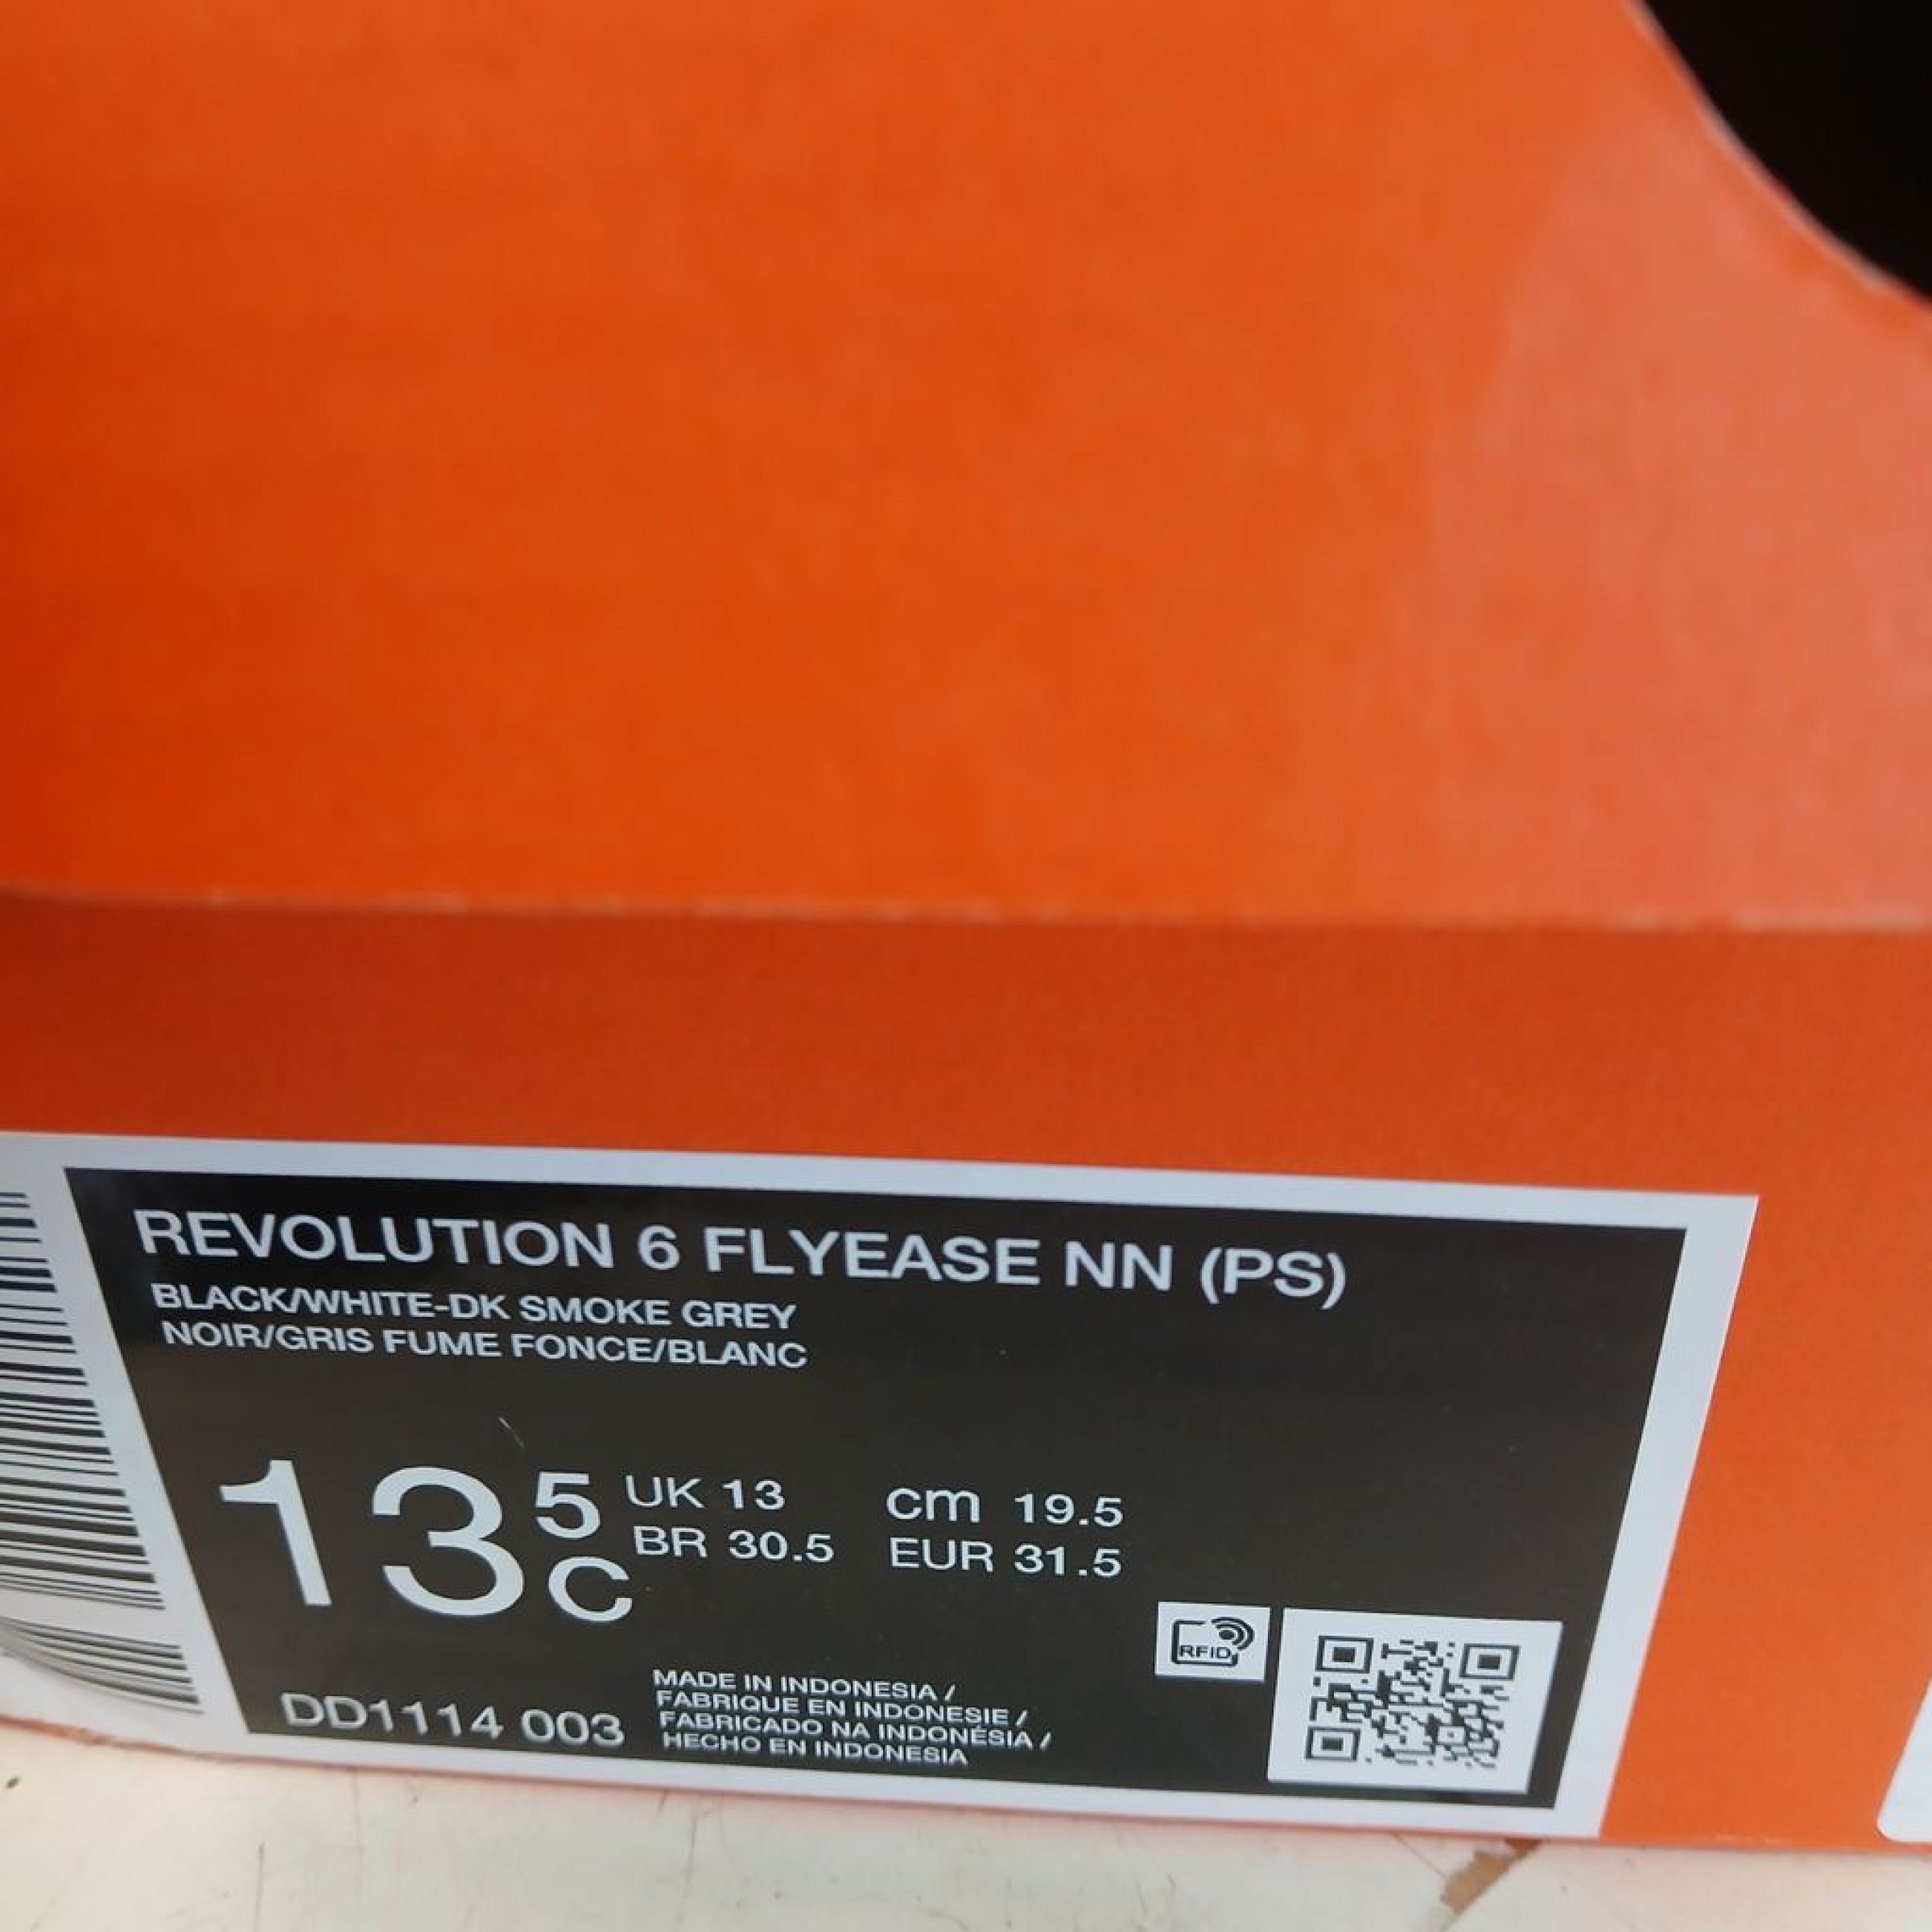 REVOLUTION 6 FLYEASE NN (PS)
BLACK/WHITE-DK SMOKE GREY
NOIR/GRIS FUME FONCE/BLANC
13 5 C
UK 13 cm 19.5
BR 30.5 EUR 31.5
RFID
DD1114 003
MADE IN INDONESIA /
FABRIQUE EN INDONESIE /
FABRICADO NA INDONÉSIA /
HECHO EN INDONESIA